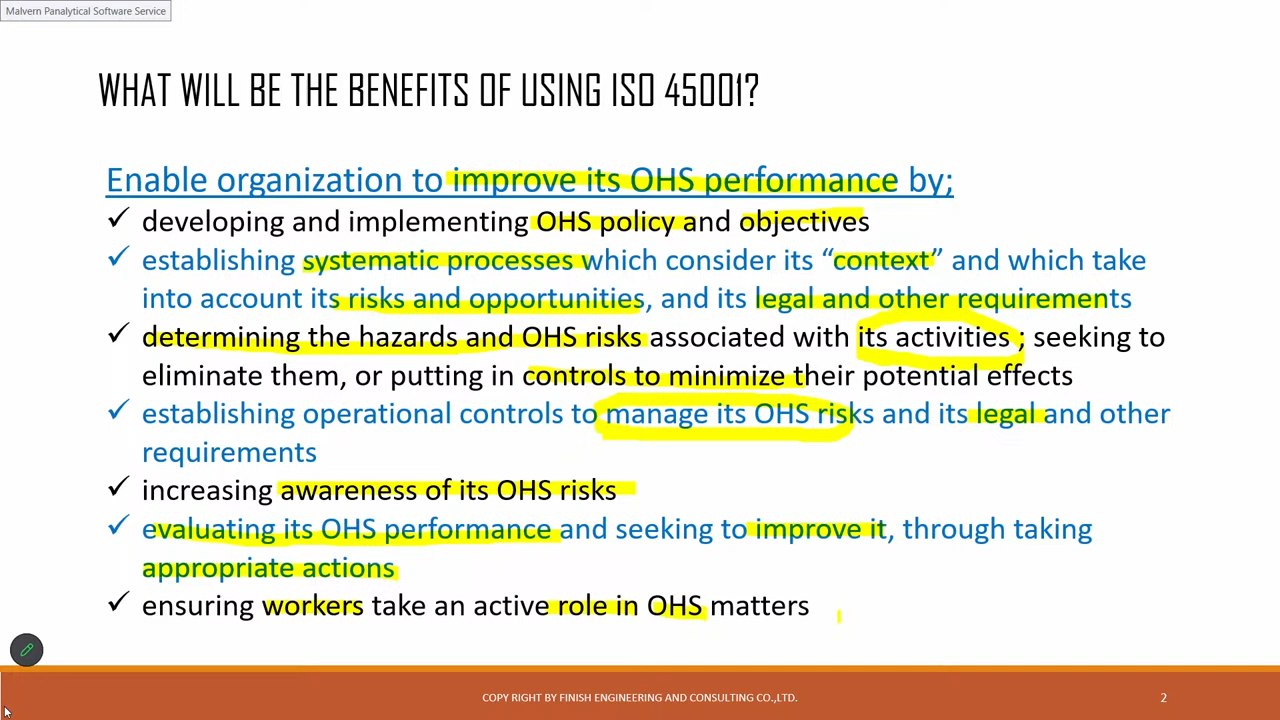 Malvern Panalytical Software Service
WHAT WILL BE THE BENEFITS OF USING ISO 45001?
Enable organization to improve its OHS performance by;
✓ developing and implementing OHS policy and objectives
✓ establishing systematic processes which consider its “context” and which take
into account its risks and opportunities, and its legal and other requirements
✓ determining the hazards and OHS risks associated with its activities ; seeking to
eliminate them, or putting in controls to minimize their potential effects
✓ establishing operational controls to manage its OHS risks and its legal and other
requirements
✓ increasing awareness of its OHS risks
✓ evaluating its OHS performance and seeking to improve it, through taking
appropriate actions
✓ ensuring workers take an active role in OHS matters
COPY RIGHT BY FINISH ENGINEERING AND CONSULTING CO.,LTD.
2